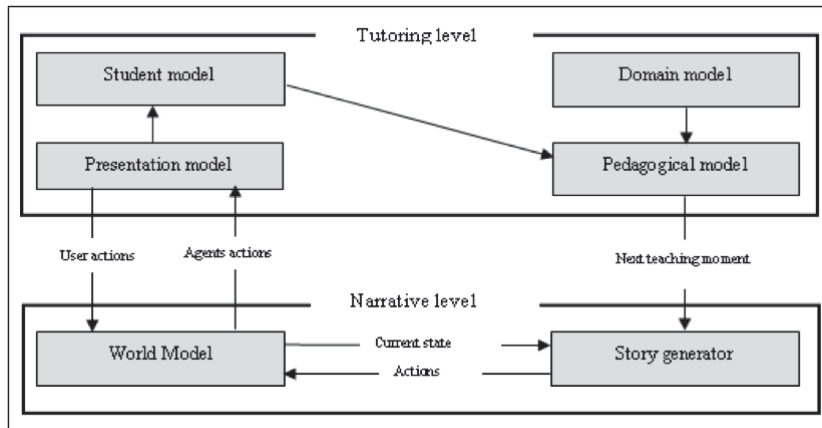 Tutoring level
Student model
Domain model
Presentation model
Pedagogical model
User actions
Agents actions
Next teaching moment
Narrative level
World Model
Current state
Story generator
Actions